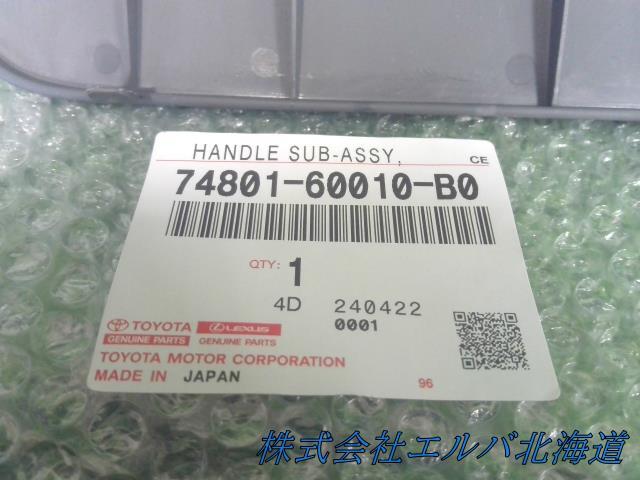 HANDLE SUB-ASSY, CE
74801-60010-B0
QTY: 1
4D 240422
0001
TOYOTA LEXUS
GENUINE PARTS GENUINE PARTS
TOYOTA MOTOR CORPORATION
MADE IN JAPAN 96
株式会社エルバ北海道